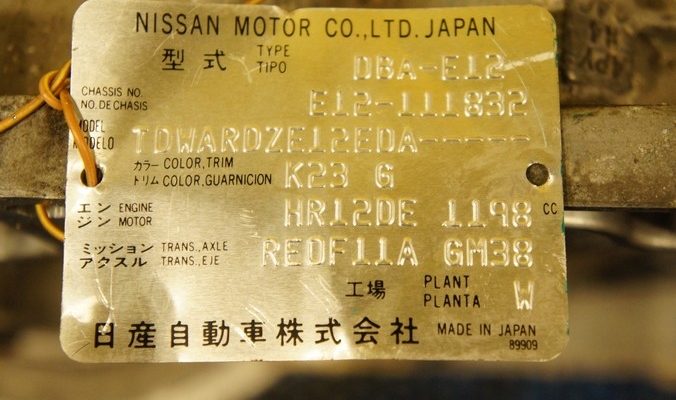 NISSAN MOTOR CO.,LTD. JAPAN
型式 TYPE TIPO DBA-E12
CHASSIS NO. NO. DE CHASIS E12-111832
MODEL MODELO TDWARDZE12EDA-----
カラー COLOR,TRIM トリム COLOR,GUARNICION K23 G
エンジン ENGINE MOTOR HR12DE 1198 CC
ミッション アクスル TRANS.,AXLE TRANS.,EJE RE0F11A GM38
工場 PLANT PLANTA W
日産自動車株式会社 MADE IN JAPAN
89909